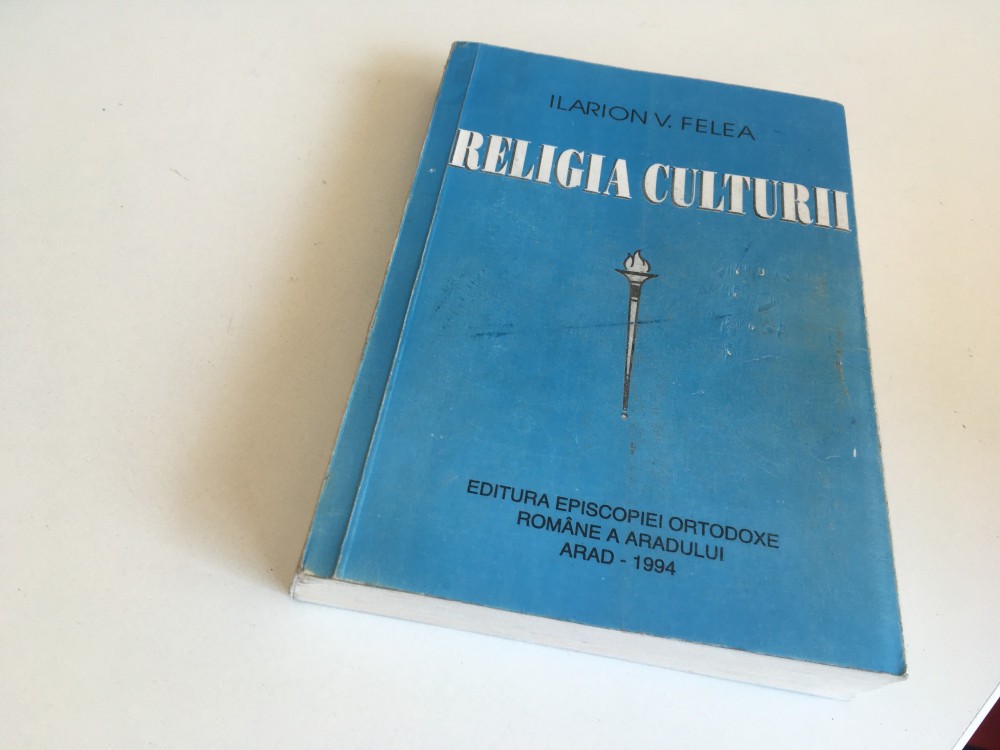 ILARION V. FELEA
RELIGIA CULTURII
EDITURA EPISCOPIEI ORTODOXE
ROMÂNE A ARADULUI
ARAD - 1994